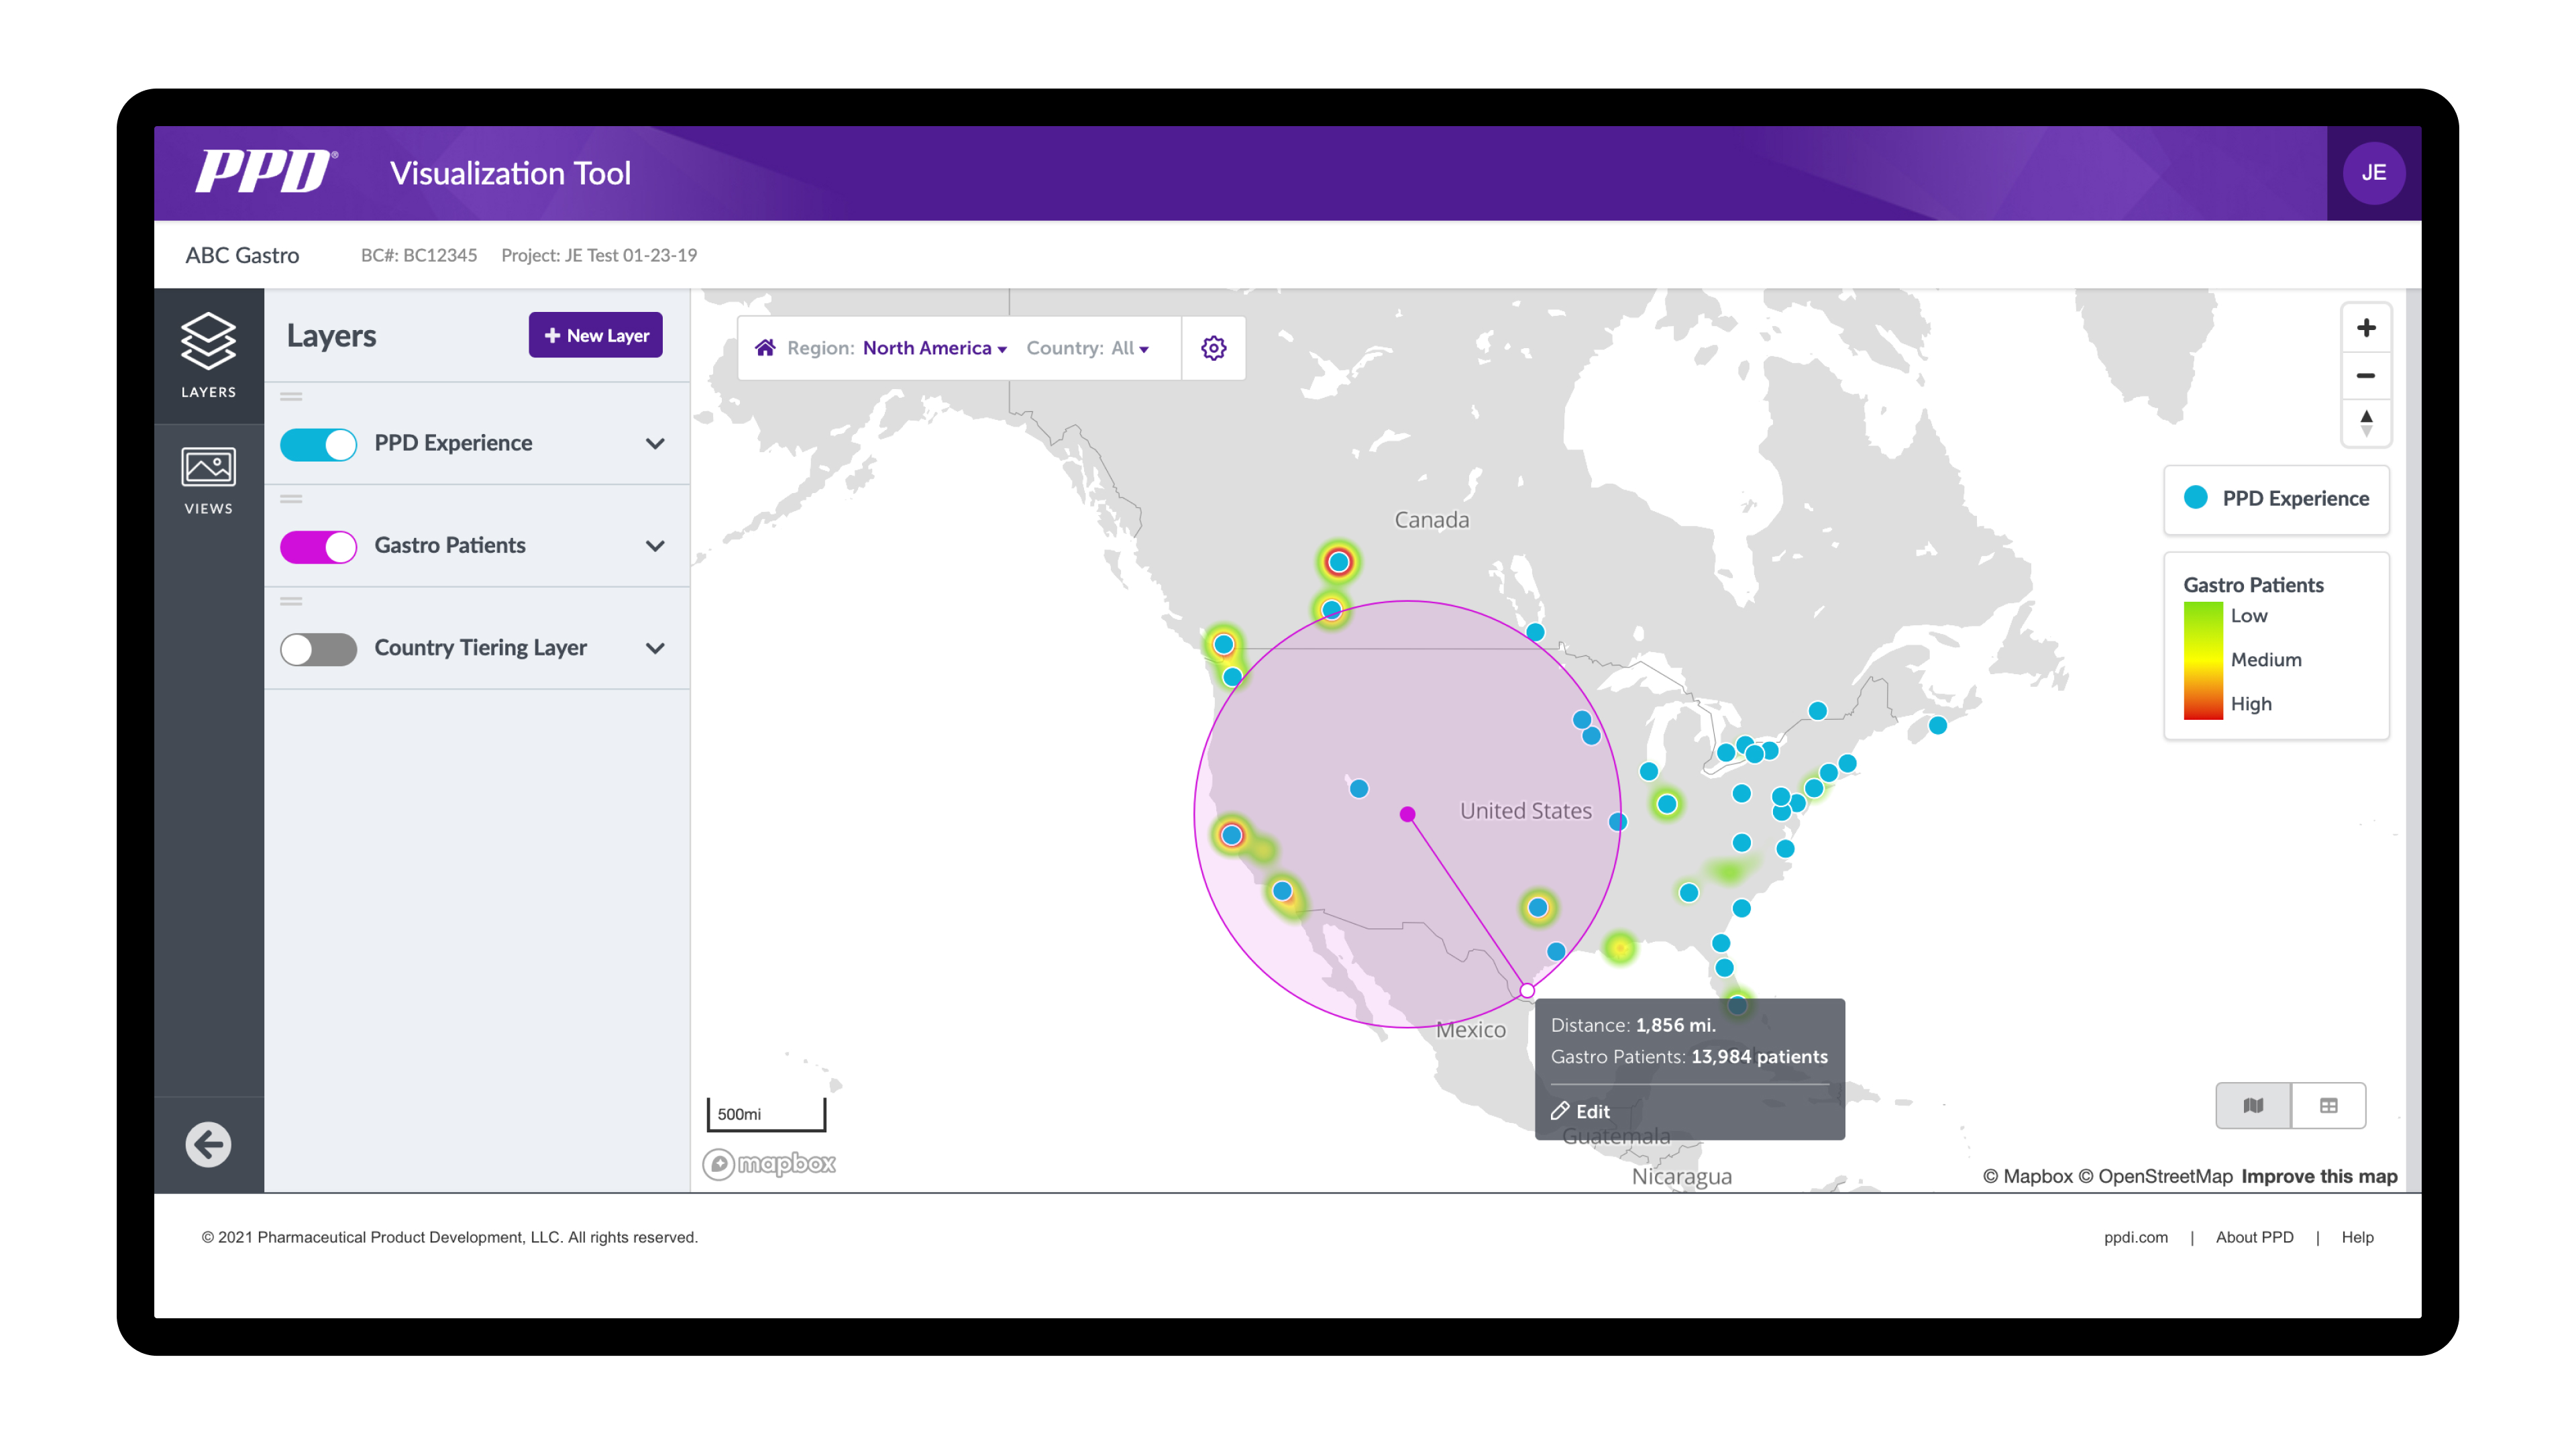 PPD®
Visualization Tool
JE
ABC Gastro
BC#: BC12345
Project: JE Test 01-23-19
LAYERS
VIEWS
Layers
+ New Layer
PPD Experience
Gastro Patients
Country Tiering Layer
Region: North America
Country: All
PPD Experience
Gastro Patients
Low
Medium
High
Canada
United States
Mexico
Distance: 1,856 mi.
Gastro Patients: 13,984 patients
Edit
Guatemala
Nicaragua
500mi
mapbox
© Mapbox © OpenStreetMap Improve this map
© 2021 Pharmaceutical Product Development, LLC. All rights reserved.
ppdi.com | About PPD | Help